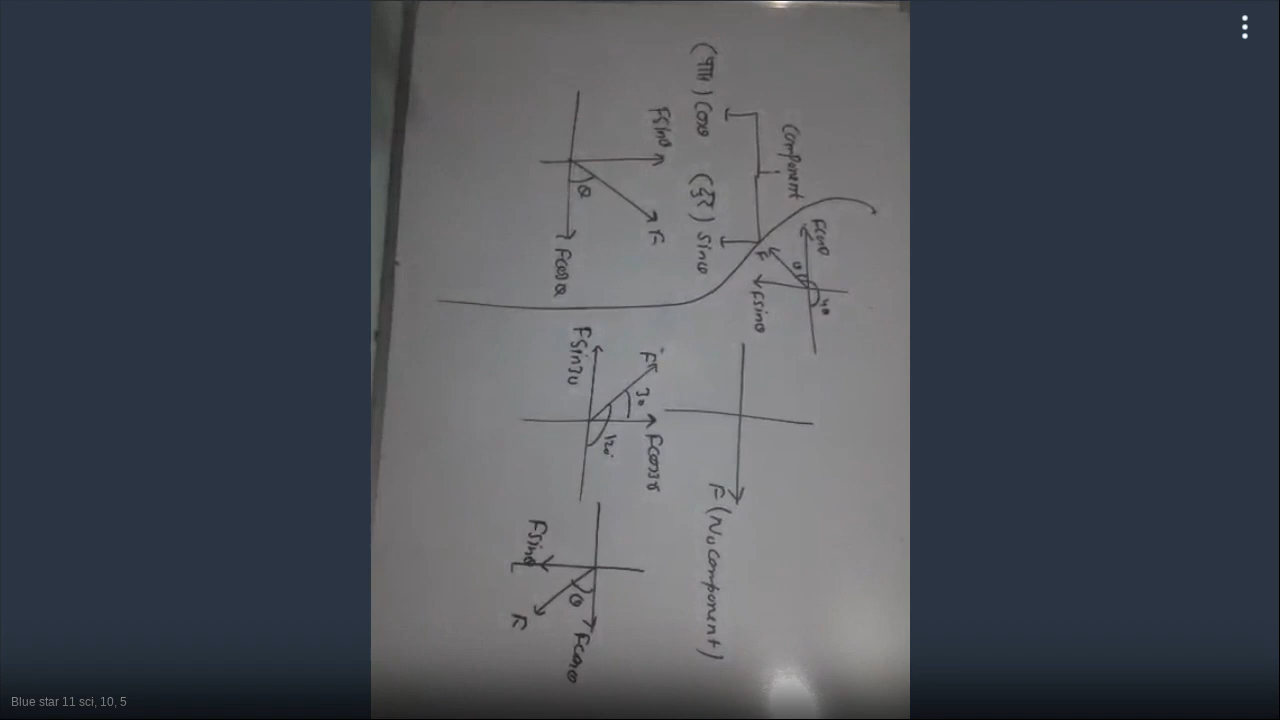 Component
Cosθ
Sinθ
Fsinθ
F
θ
Fcosθ
Fcosθ
θ
F
Fsinθ
F (No component)
F
30
Fcos30
120°
Fsin30
θ
Fcosθ
Fsinθ
F
Blue star 11 sci, 10, 5